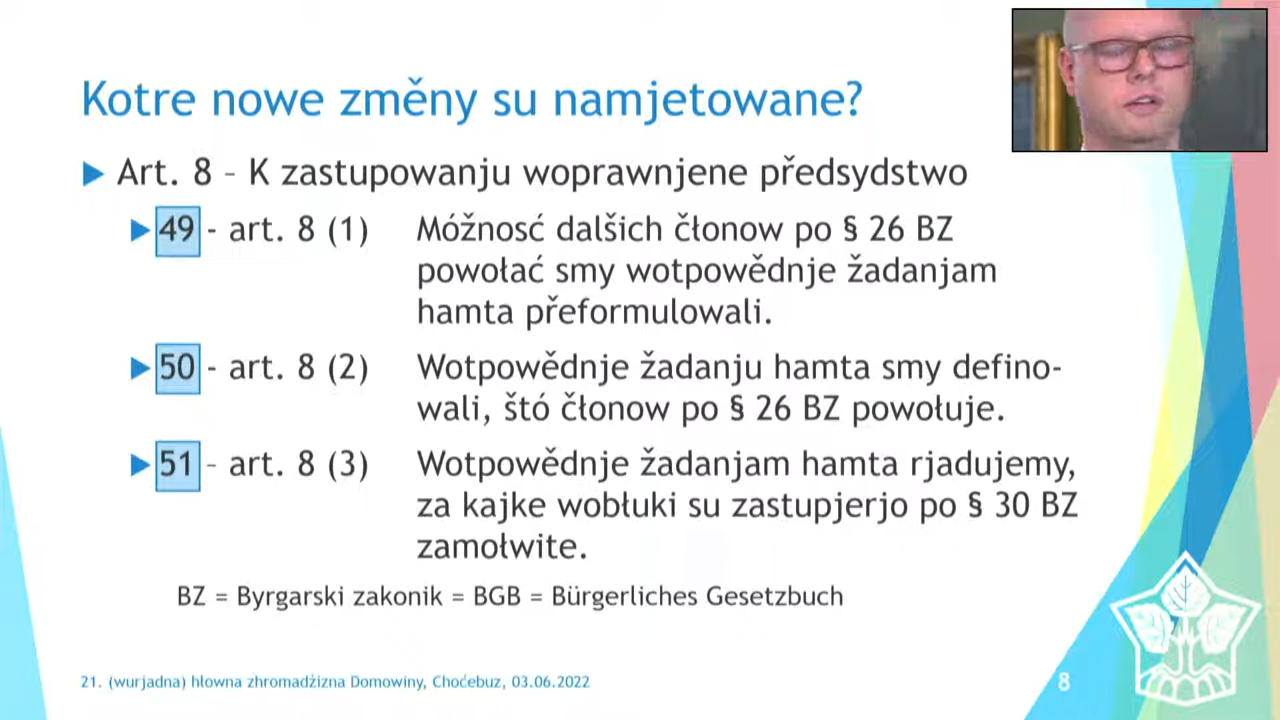 Kotre nowe změny su namjetowane?
Art. 8 – K zastupowanju woprawnjene předsydstwo
49 - art. 8 (1) Móžnosć dalšich čłonow po § 26 BZ
powołać smy wotpowědnje žadanjam
hamta přeformulowali.
50 - art. 8 (2) Wotpowědnje žadanju hamta smy defino-
wali, štó čłonow po § 26 BZ powołuje.
51 – art. 8 (3) Wotpowědnje žadanjam hamta rjadujemy,
za kajke wobłuki su zastupjerjo po § 30 BZ
zamołwite.
BZ = Byrgarski zakonik = BGB = Bürgerliches Gesetzbuch
21. (wurjadna) hłowna zhromadźizna Domowiny, Choćebuz, 03.06.2022
8